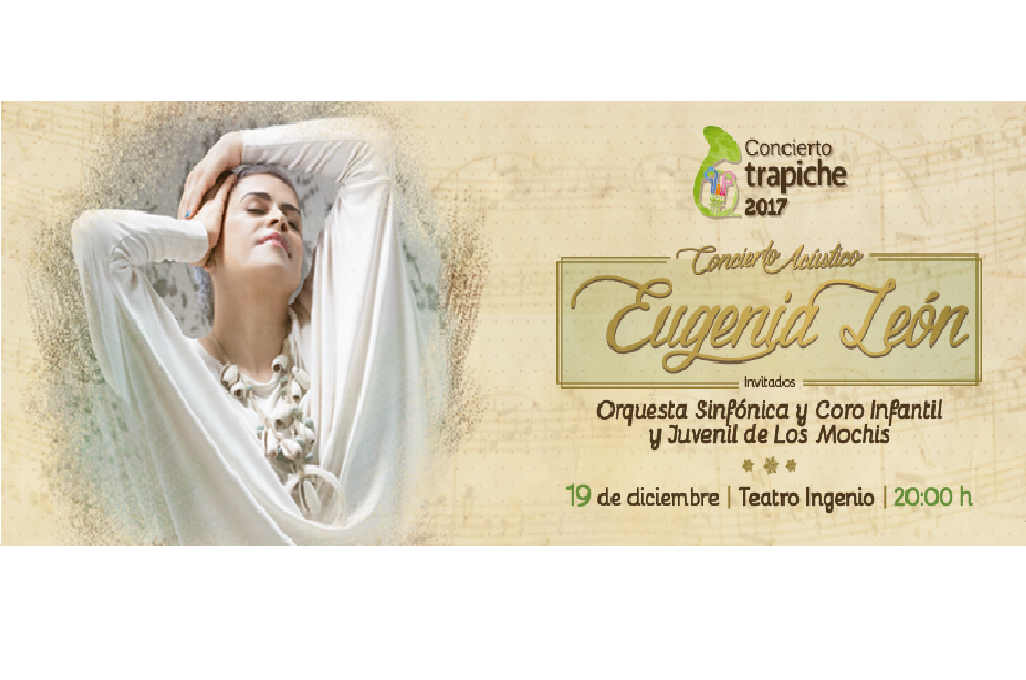 Concierto
trapiche
2017
Concierto Acústico
Eugenia León
Invitados
Orquesta Sinfónica y Coro Infantil
y Juvenil de Los Mochis
19 de diciembre | Teatro Ingenio | 20:00 h